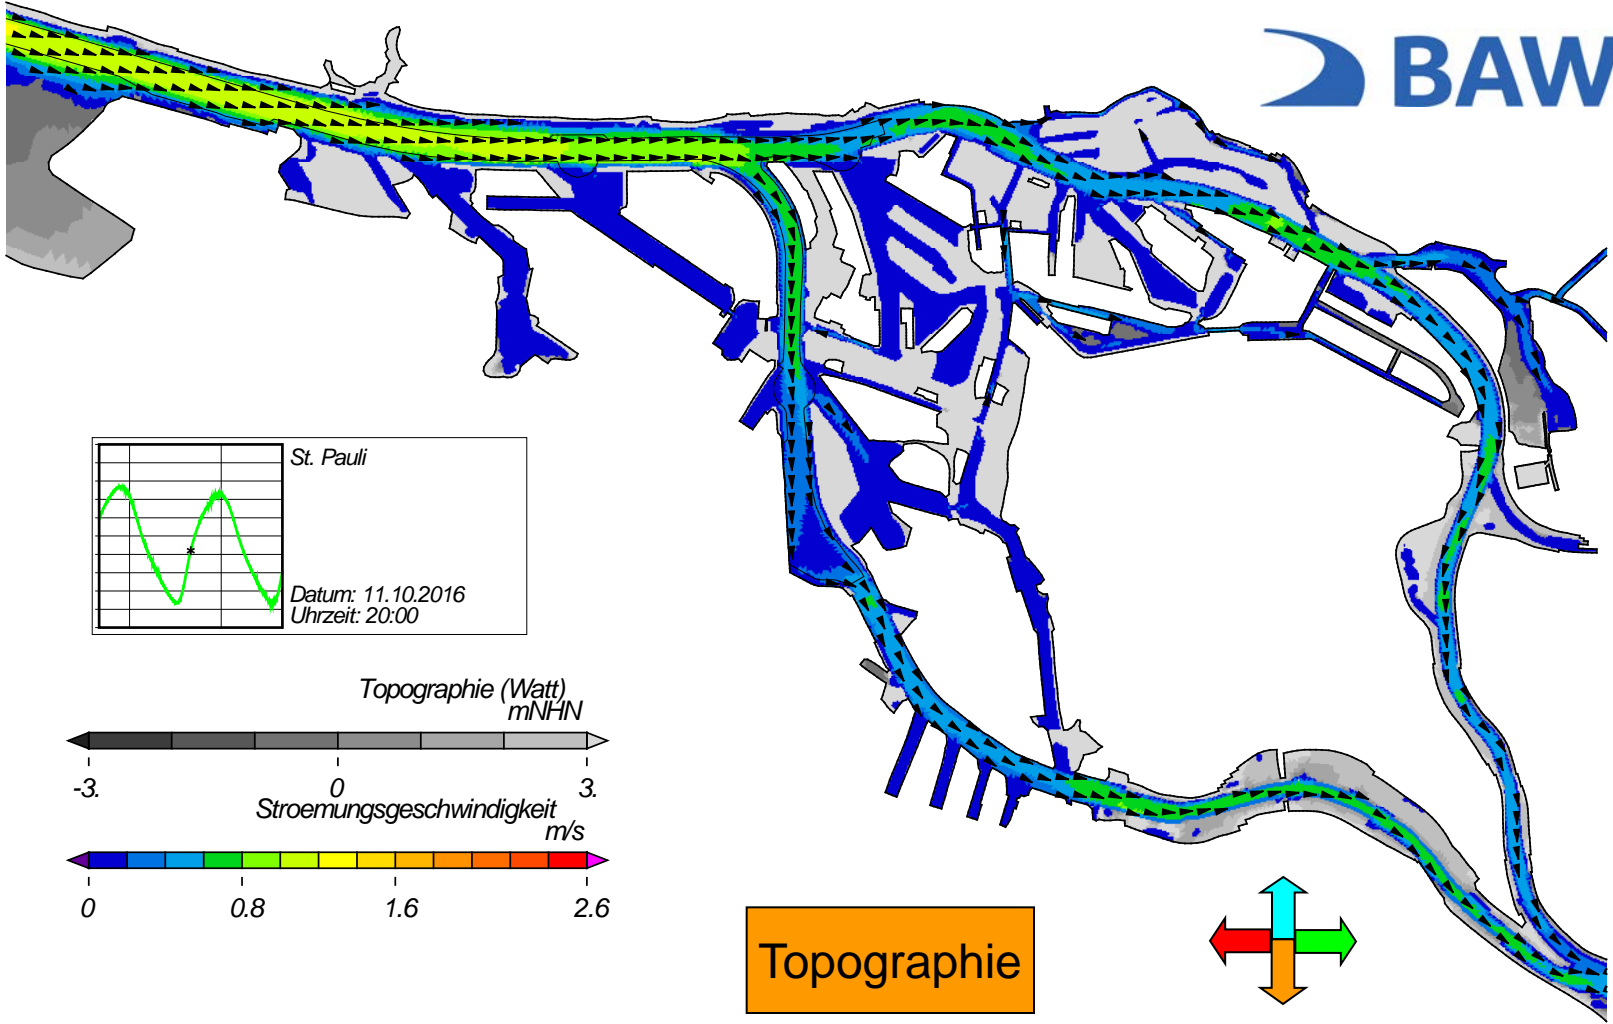 BAW
St. Pauli
Datum: 11.10.2016
Uhrzeit: 20:00
Topographie (Watt)
mNHN
-3. 0 3.
Stroemungsgeschwindigkeit
m/s
0 0.8 1.6 2.6
Topographie